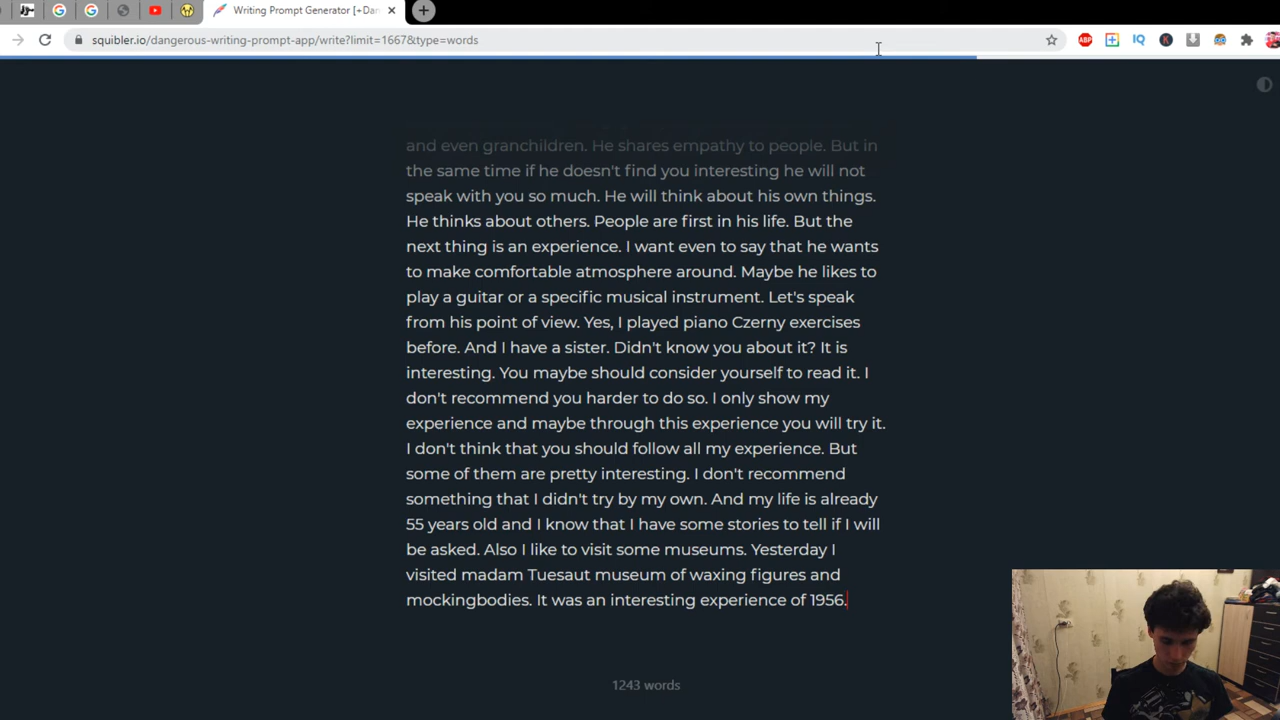 Writing Prompt Generator [+Dan
squibler.io/dangerous-writing-prompt-app/write?limit=1667&type=words
ABP
IQ
K
and even granchildren. He shares empathy to people. But in
the same time if he doesn't find you interesting he will not
speak with you so much. He will think about his own things.
He thinks about others. People are first in his life. But the
next thing is an experience. I want even to say that he wants
to make comfortable atmosphere around. Maybe he likes to
play a guitar or a specific musical instrument. Let's speak
from his point of view. Yes, I played piano Czerny exercises
before. And I have a sister. Didn't know you about it? It is
interesting. You maybe should consider yourself to read it. I
don't recommend you harder to do so. I only show my
experience and maybe through this experience you will try it.
I don't think that you should follow all my experience. But
some of them are pretty interesting. I don't recommend
something that I didn't try by my own. And my life is already
55 years old and I know that I have some stories to tell if I will
be asked. Also I like to visit some museums. Yesterday I
visited madam Tuesaut museum of waxing figures and
mockingbodies. It was an interesting experience of 1956.
1243 words